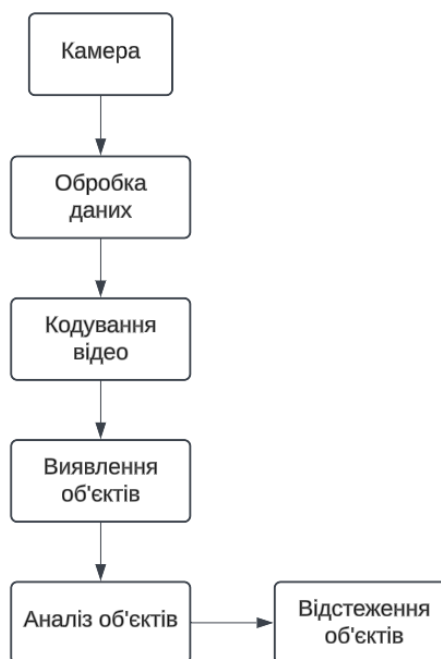 Камера
Обробка
даних
Кодування
відео
Виявлення
об'єктів
Аналіз об'єктів
Відстеження
об'єктів